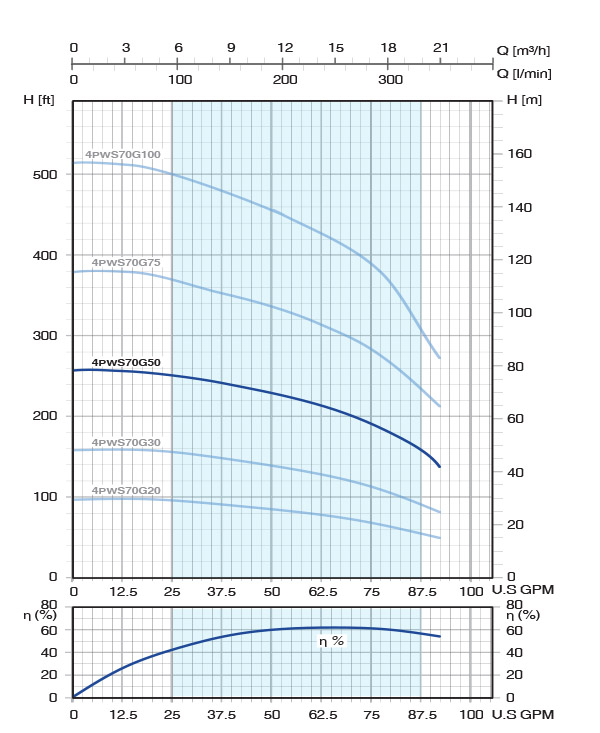 0 3 6 9 12 15 18 21 Q [m³/h]
0 100 200 300 Q [l/min]
H [ft] H [m]
4PWS70G100
160
500
140
4PWS70G75
120
400
100
300
4PWS70G50
80
60
200
4PWS70G30
40
4PWS70G20
100
20
0 0
0 12.5 25 37.5 50 62.5 75 87.5 100 U.S GPM
80 80
η (%) η (%)
60 60
η %
40 40
20 20
0 0
0 12.5 25 37.5 50 62.5 75 87.5 100 U.S GPM